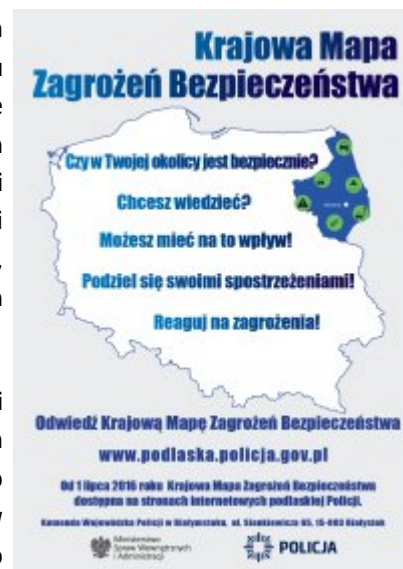 Krajowa Mapa
Zagrożeń Bezpieczeństwa
Czy w Twojej okolicy jest bezpiecznie?
Chcesz wiedzieć?
Możesz mieć na to wpływ!
Podziel się swoimi spostrzeżeniami!
Reaguj na zagrożenia!
Odwiedź Krajową Mapę Zagrożeń Bezpieczeństwa
www.podlaska.policja.gov.pl
Od 1 lipca 2016 roku Krajowa Mapa Zagrożeń Bezpieczeństwa
dostępna na stronach internetowych podlaskiej Policji.
Komenda Wojewódzka Policji w Białymstoku, ul. Sienkiewicza 65, 15-003 Białystok
Ministerstwo
Spraw Wewnętrznych
i Administracji
POLICJA